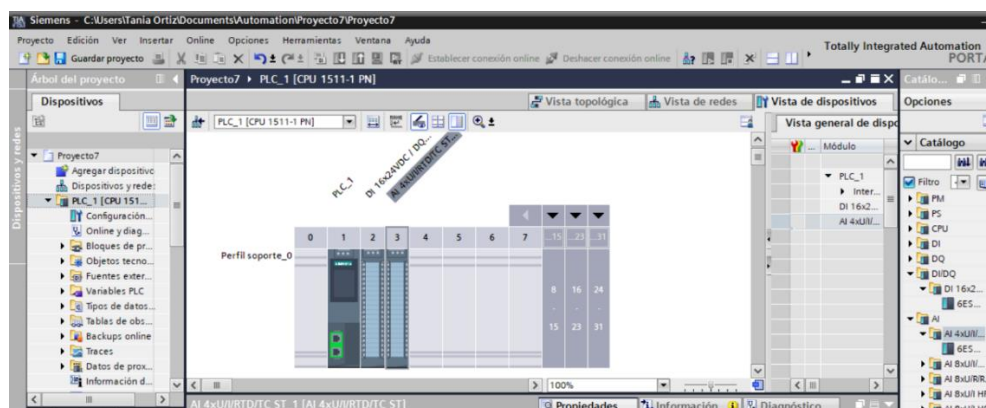 Siemens - C:\Users\Tania Ortiz\Documents\Automation\Proyecto7\Proyecto7
Proyecto Edición Ver Insertar Online Opciones Herramientas Ventana Ayuda
Totally Integrated Automation
PORT
Guardar proyecto
Establecer conexión online
Deshacer conexión online
Árbol del proyecto
Proyecto7 PLC_1 [CPU 1511-1 PN]
Catálo...
Dispositivos
Vista topológica
Vista de redes
Vista de dispositivos
Opciones
PLC_1 [CPU 1511-1 PN]
Vista general de dispo
Dispositivos y redes
Proyecto7
Agregar dispositivo
Dispositivos y rede:
PLC_1 [CPU 151...
Configuración...
Online y diag...
Bloques de pr...
Objetos tecno...
Fuentes exter...
Variables PLC
Tipos de datos...
Tablas de obs...
Backups online
Traces
Datos de prox...
Información d...
PLC_1
DI 16x24VDC / DQ...
AI 4xU/I/RTD/TC ST...
0 1 2 3 4 5 6 7 ...15 ...23 ...31
Perfil soporte_0
8 16 24
15 23 31
100%
... Módulo
PLC_1
Inter...
DI 16x2...
AI 4xU/I/...
Catálogo
Filtro
PM
PS
CPU
DI
DQ
DI/DQ
DI 16x2...
6ES...
AI
AI 4xU/I/...
6ES...
AI 8xU/I/...
AI 8xU/R/R
AI 8xU/I HF
AI 4xU/I/RTD/TC ST_1 [AI 4xU/I/RTD/TC ST]
Propiedades
Información
Diagnóstico